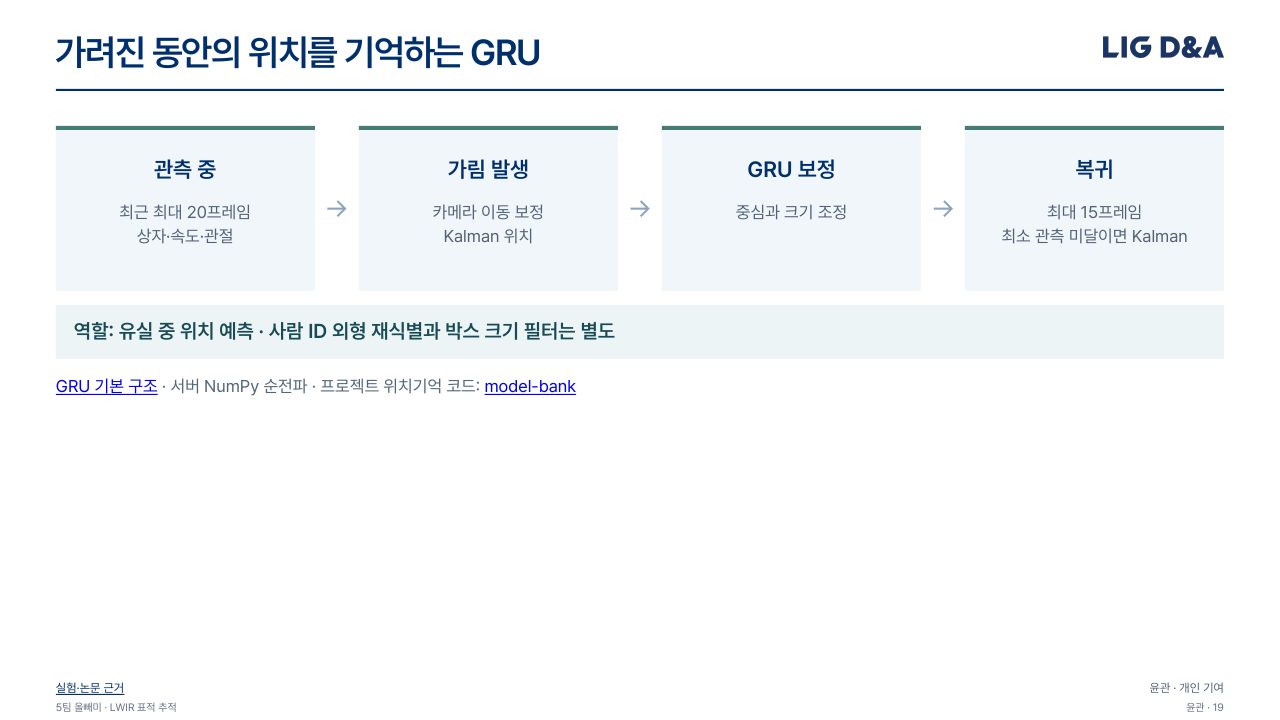 가려진 동안의 위치를 기억하는 GRU
LIG D&A
관측 중
최근 최대 20프레임
상자·속도·관절
→
가림 발생
카메라 이동 보정
Kalman 위치
→
GRU 보정
중심과 크기 조정
→
복귀
최대 15프레임
최소 관측 미달이면 Kalman
역할: 유실 중 위치 예측 · 사람 ID 외형 재식별과 박스 크기 필터는 별도
GRU 기본 구조 · 서버 NumPy 순전파 · 프로젝트 위치기억 코드: model-bank
실험·논문 근거
5팀 올빼미 · LWIR 표적 추적
윤관 · 개인 기여
윤관 · 19